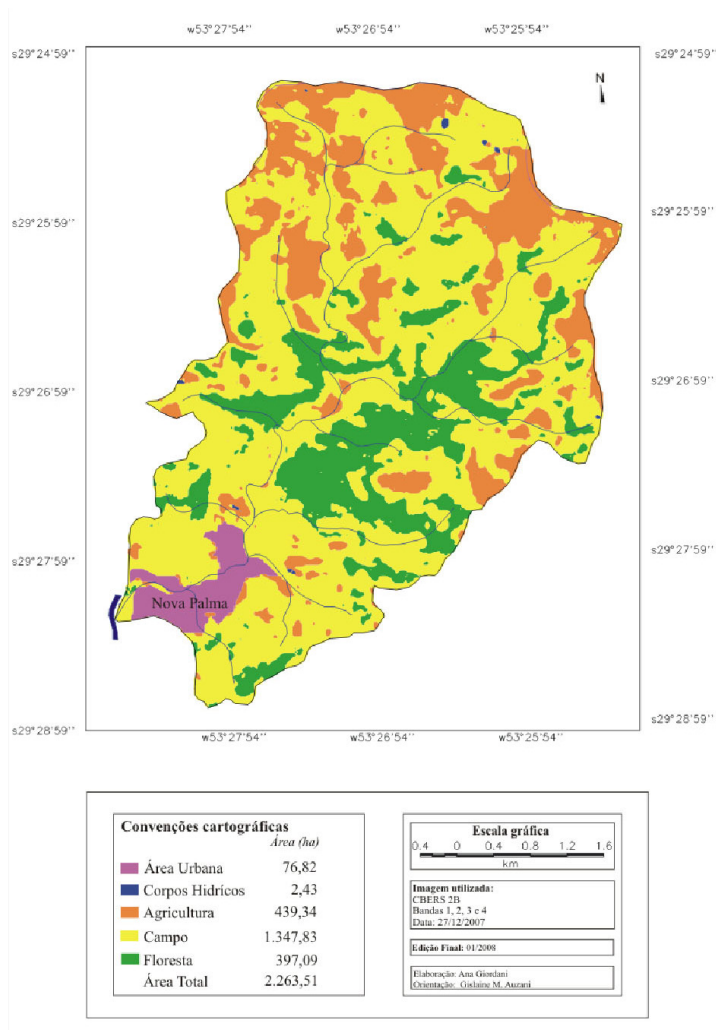 w53°27'54'' w53°26'54'' w53°25'54''
s29°24'59'' s29°24'59''
N
s29°25'59'' s29°25'59''
s29°26'59'' s29°26'59''
s29°27'59'' s29°27'59''
Nova Palma
s29°28'59'' s29°28'59''
w53°27'54'' w53°26'54'' w53°25'54''
Convenções cartográficas
Área (ha)
Área Urbana 76,82
Corpos Hidrícos 2,43
Agricultura 439,34
Campo 1.347,83
Floresta 397,09
Área Total 2.263,51
Escala gráfica
0.4 0 0.4 0.8 1.2 1.6
km
Imagem utilizada:
CBERS 2B
Bandas 1, 2, 3 e 4
Data: 27/12/2007
Edição Final: 01/2008
Elaboração: Ana Giordani
Orientação: Gislaine M. Auzani